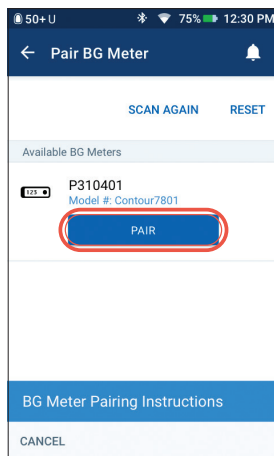 50+ U 75% 12:30 PM
Pair BG Meter
SCAN AGAIN RESET
Available BG Meters
123
P310401
Model #: Contour7801
PAIR
BG Meter Pairing Instructions
CANCEL